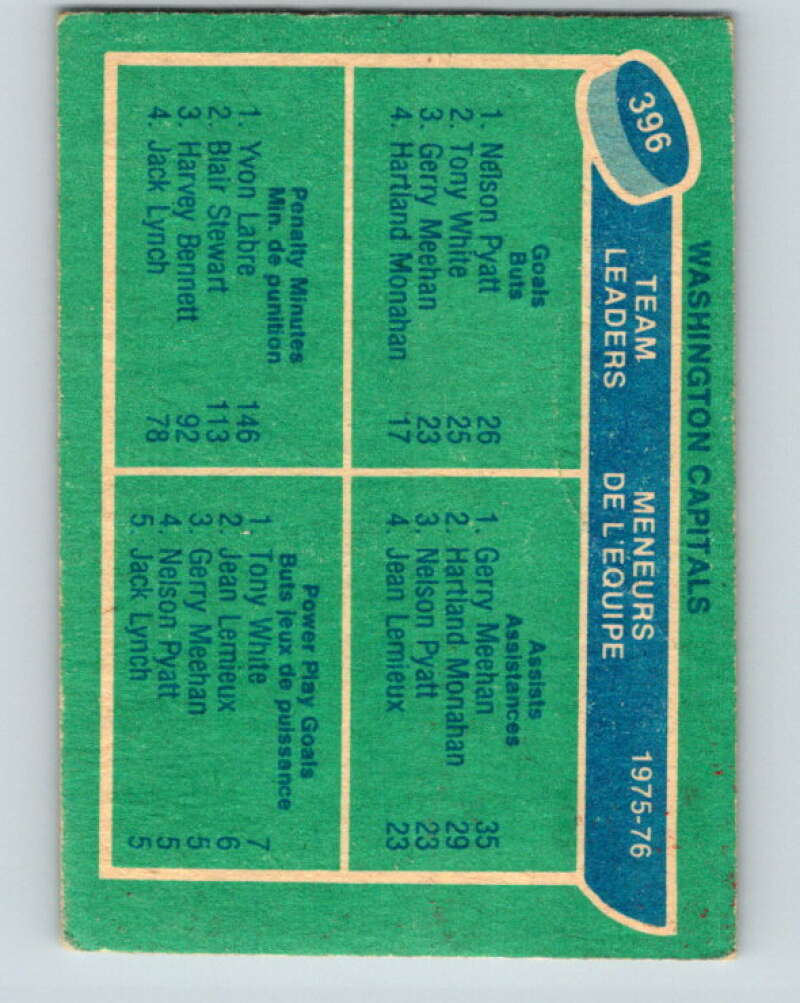 WASHINGTON CAPITALS
396
TEAM LEADERS MENEURS DE L'EQUIPE 1975-76
Goals
Buts
1. Nelson Pyatt 26
2. Tony White 25
3. Gerry Meehan 23
4. Hartland Monahan 17
Assists
Assistances
1. Gerry Meehan 35
2. Hartland Monahan 29
3. Nelson Pyatt 23
4. Jean Lemieux 23
Penalty Minutes
Min. de punition
1. Yvon Labre 146
2. Blair Stewart 113
3. Harvey Bennett 92
4. Jack Lynch 78
Power Play Goals
Buts jeux de puissance
1. Tony White 7
2. Jean Lemieux 6
3. Gerry Meehan 5
4. Nelson Pyatt 5
5. Jack Lynch 5